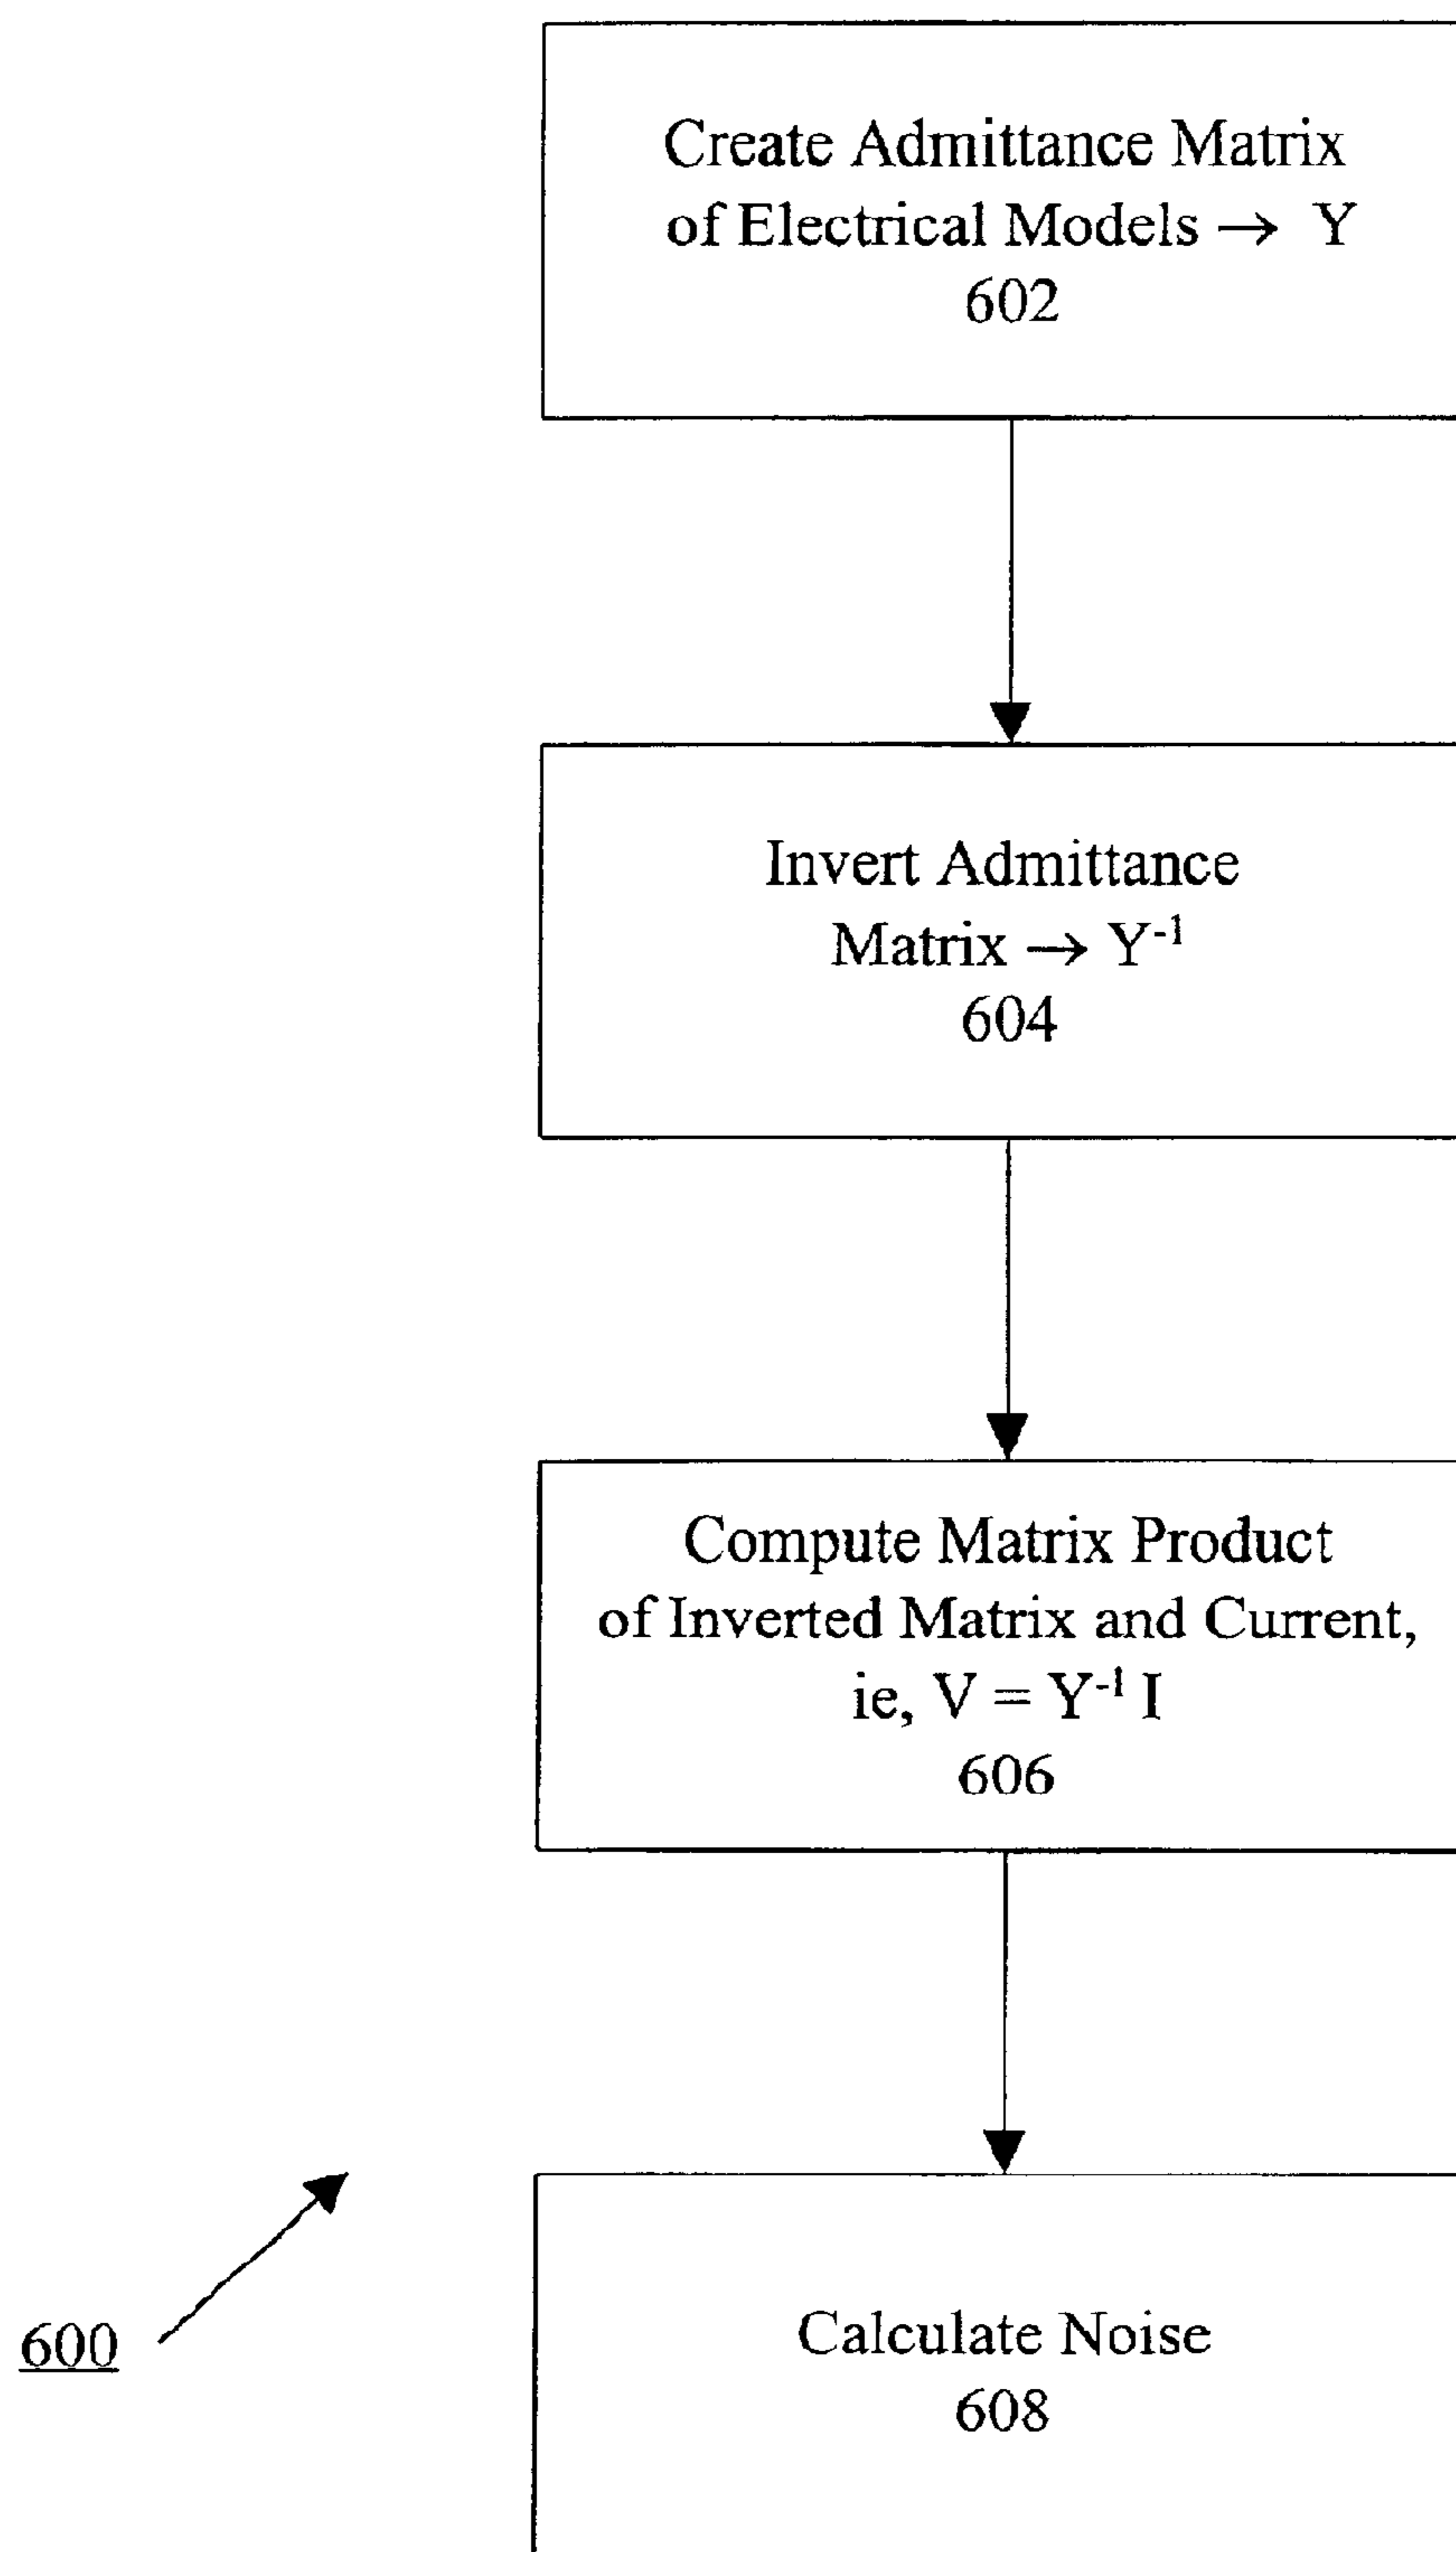 Create Admittance Matrix
of Electrical Models → Y
602
Invert Admittance
Matrix → Y⁻¹
604
Compute Matrix Product
of Inverted Matrix and Current,
ie, V = Y⁻¹ I
606
Calculate Noise
608
600